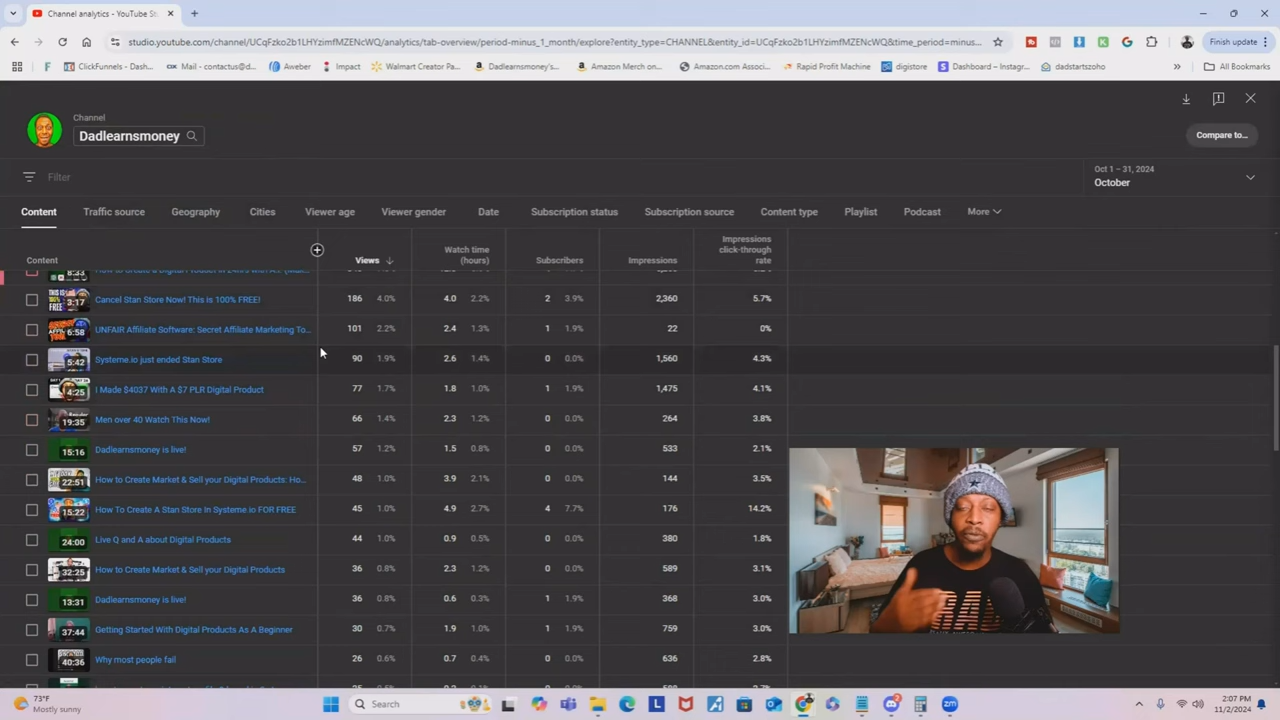 Channel analytics - YouTube St
studio.youtube.com/channel/UCqFzko2b1LHYzimfMZENcWQ/analytics/tab-overview/period-minus_1_month/explore?entity_type=CHANNEL&entity_id=UCqFzko2b1LHYzimfMZENcWQ&time_period=minus...
Finish update
ClickFunnels - Dash...
Mail - contactus@d...
Aweber
Impact
Walmart Creator Pa...
Dadlearnsmoney's...
Amazon Merch on...
Amazon.com Associ...
Rapid Profit Machine
digistore
Dashboard – Instagr...
dadstartszoho
»
All Bookmarks
Channel
Dadlearnsmoney
Compare to...
Filter
Oct 1 – 31, 2024
October
Content Traffic source Geography Cities Viewer age Viewer gender Date Subscription status Subscription source Content type Playlist Podcast More
Content Views Watch time (hours) Subscribers Impressions Impressions click-through rate
8:33
3:17 Cancel Stan Store Now! This is 100% FREE! 186 4.0% 4.0 2.2% 2 3.9% 2,360 5.7%
6:58 UNFAIR Affiliate Software: Secret Affiliate Marketing To... 101 2.2% 2.4 1.3% 1 1.9% 22 0%
5:42 Systeme.io just ended Stan Store 90 1.9% 2.6 1.4% 0 0.0% 1,560 4.3%
4:25 I Made $4037 With A $7 PLR Digital Product 77 1.7% 1.8 1.0% 1 1.9% 1,475 4.1%
19:35 Men over 40 Watch This Now! 66 1.4% 2.3 1.2% 0 0.0% 264 3.8%
15:16 Dadlearnsmoney is live! 57 1.2% 1.5 0.8% 0 0.0% 533 2.1%
22:51 How to Create Market & Sell your Digital Products: Ho... 48 1.0% 3.9 2.1% 0 0.0% 144 3.5%
15:22 How To Create A Stan Store In Systeme.io FOR FREE 45 1.0% 4.9 2.7% 4 7.7% 176 14.2%
24:00 Live Q and A about Digital Products 44 1.0% 0.9 0.5% 0 0.0% 380 1.8%
32:25 How to Create Market & Sell your Digital Products 36 0.8% 2.3 1.2% 0 0.0% 589 3.1%
13:31 Dadlearnsmoney is live! 36 0.8% 0.6 0.3% 1 1.9% 368 3.0%
37:44 Getting Started With Digital Products As A Beginner 30 0.7% 1.9 1.0% 1 1.9% 759 3.0%
40:36 Why most people fail 26 0.6% 0.7 0.4% 0 0.0% 636 2.8%
73°F
Mostly sunny
Search
2:07 PM
11/2/2024